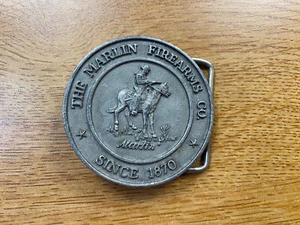 THE MARLIN FIREARMS CO.
Marlin
SINCE 1870